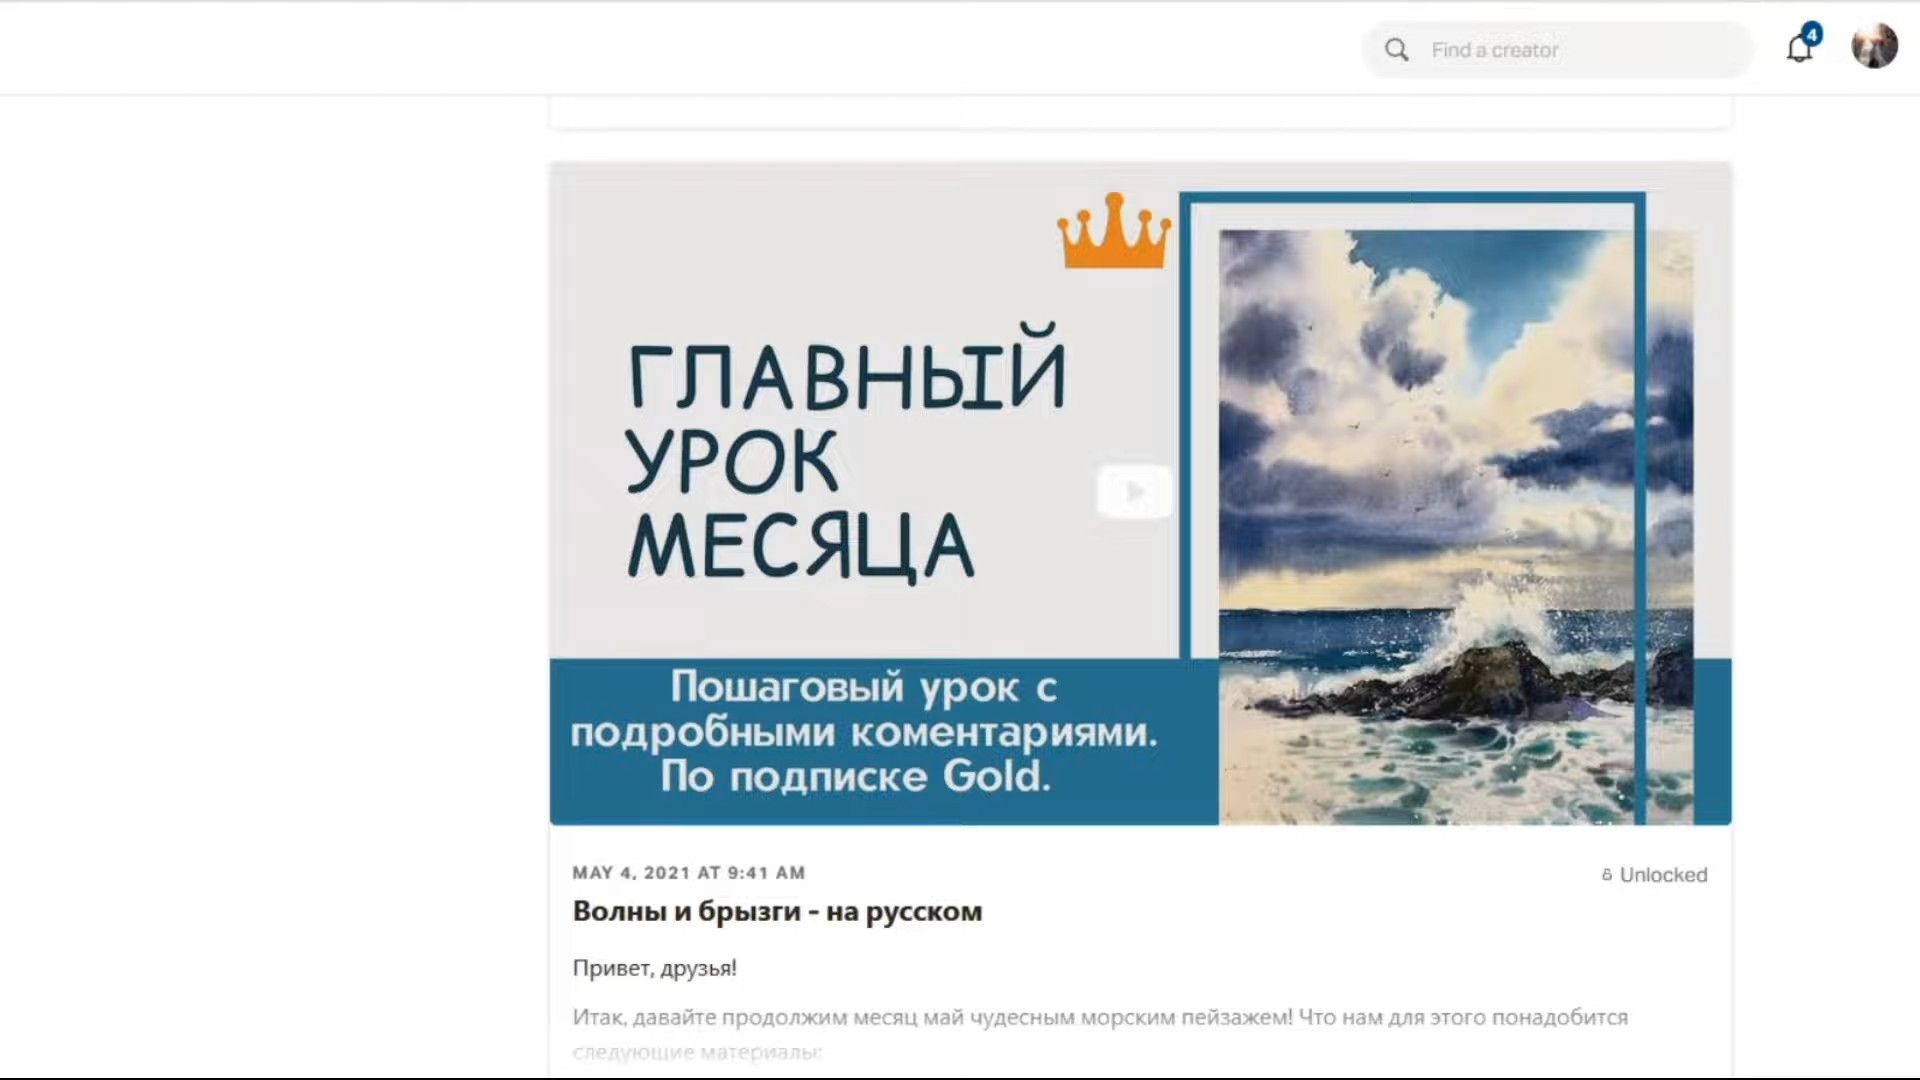 Find a creator
4
ГЛАВНЫЙ
УРОК
МЕСЯЦА
Пошаговый урок с
подробными коментариями.
По подписке Gold.
MAY 4, 2021 AT 9:41 AM
Unlocked
Волны и брызги - на русском
Привет, друзья!
Итак, давайте продолжим месяц май чудесным морским пейзажем! Что нам для этого понадобится
следующие материалы: